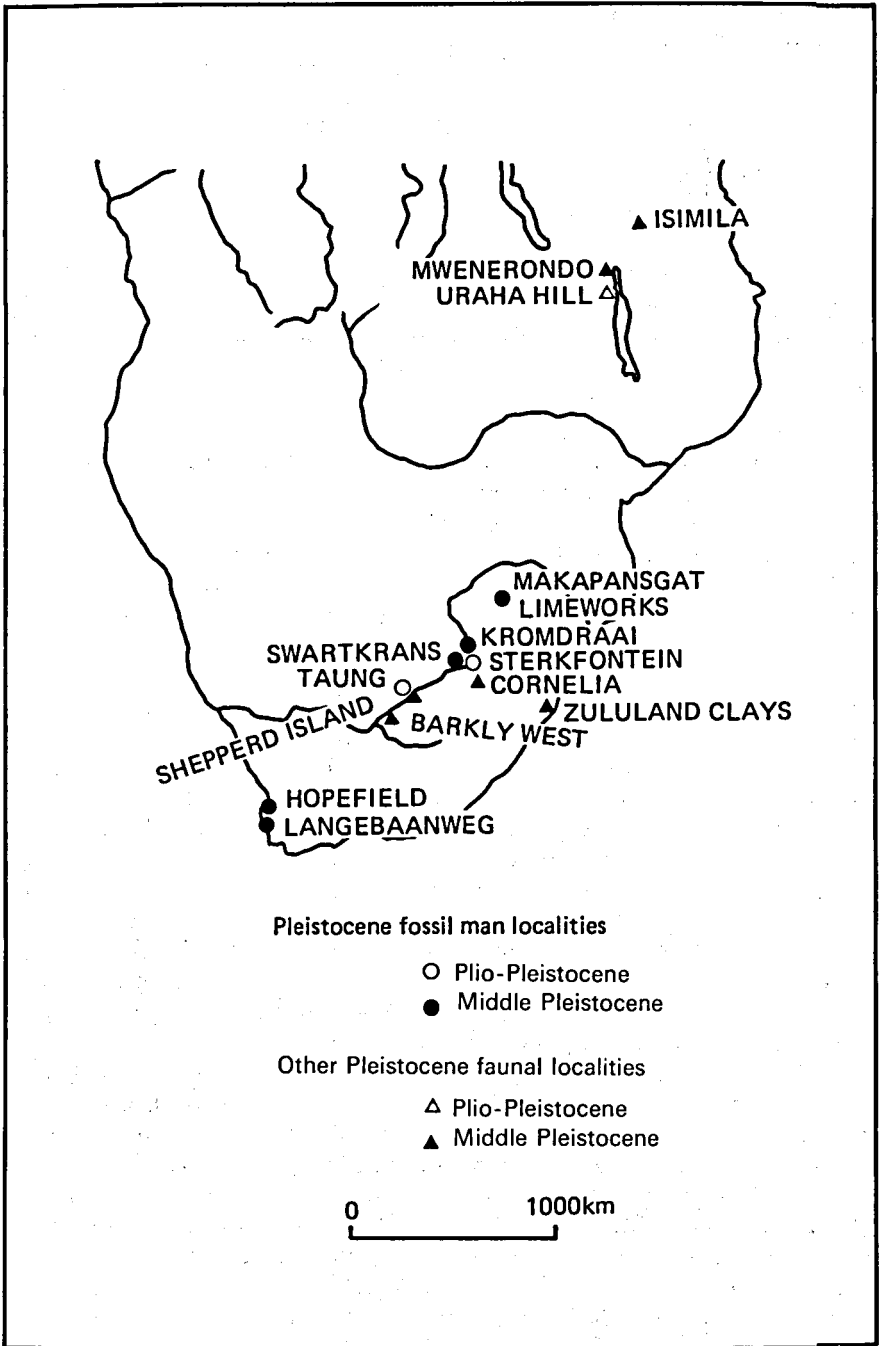 ISIMILA
MWENERONDO
URAHA HILL
MAKAPANSGAT
LIMEWORKS
KROMDRAAI
SWARTKRANS
STERKFONTEIN
TAUNG
CORNELIA
SHEPPERD ISLAND
BARKLY WEST
ZULULAND CLAYS
HOPEFIELD
LANGEBAANWEG
Pleistocene fossil man localities
Plio-Pleistocene
Middle Pleistocene
Other Pleistocene faunal localities
Plio-Pleistocene
Middle Pleistocene
0 1000km